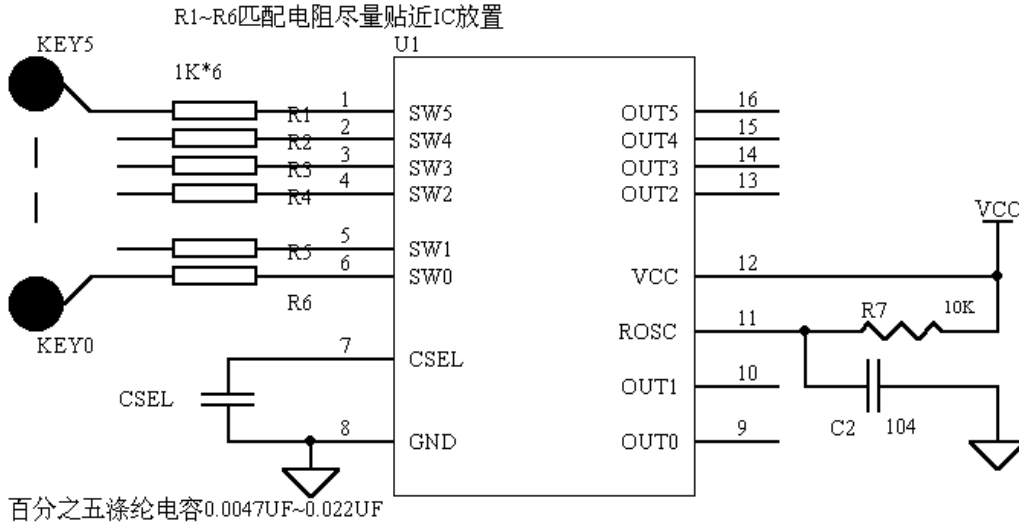 R1~R6匹配电阻尽量贴近IC放置
KEY5
U1
1K*6
R1
1
SW5
OUT5
16
R2
2
SW4
OUT4
15
R3
3
SW3
OUT3
14
R4
4
SW2
OUT2
13
VCC
R5
5
SW1
R6
6
SW0
VCC
12
KEY0
R7
10K
ROSC
11
7
CSEL
CSEL
OUT1
10
C2
104
8
GND
OUT0
9
百分之五涤纶电容0.0047UF~0.022UF